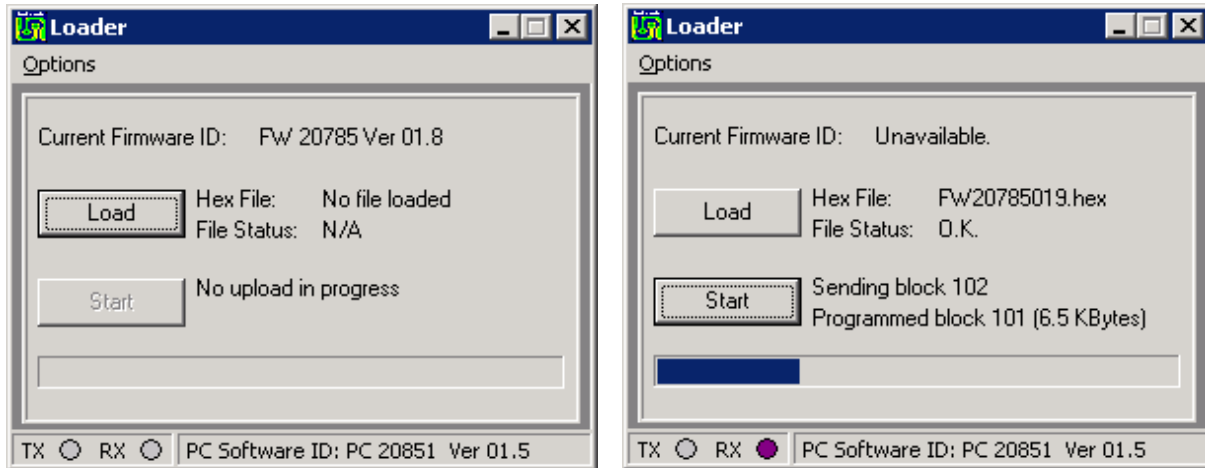 Loader
Options
Current Firmware ID: FW 20785 Ver 01.8
Load
Hex File: No file loaded
File Status: N/A
Start
No upload in progress
TX RX PC Software ID: PC 20851 Ver 01.5
Loader
Options
Current Firmware ID: Unavailable.
Load
Hex File: FW20785019.hex
File Status: O.K.
Start
Sending block 102
Programmed block 101 (6.5 KBytes)
TX RX PC Software ID: PC 20851 Ver 01.5